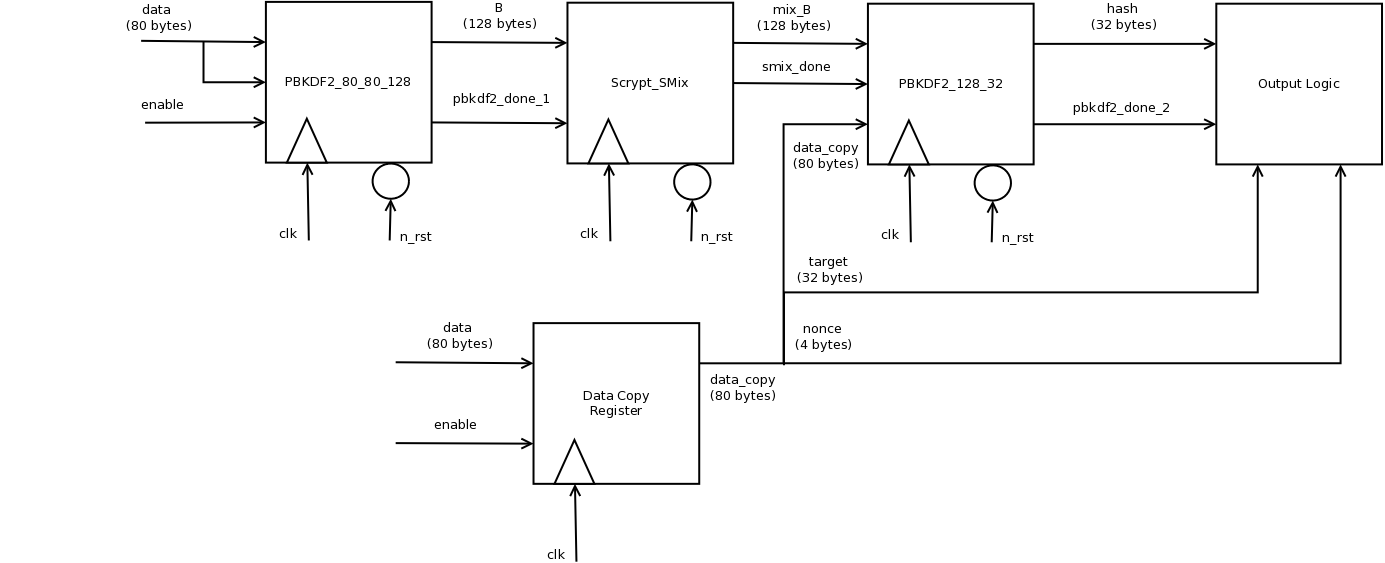 data
(80 bytes)
B
(128 bytes)
mix_B
(128 bytes)
hash
(32 bytes)
PBKDF2_80_80_128
Scrypt_SMix
smix_done
PBKDF2_128_32
Output Logic
enable
pbkdf2_done_1
pbkdf2_done_2
data_copy
(80 bytes)
clk
n_rst
clk
n_rst
clk
n_rst
target
(32 bytes)
data
(80 bytes)
nonce
(4 bytes)
data_copy
(80 bytes)
Data Copy
Register
enable
clk